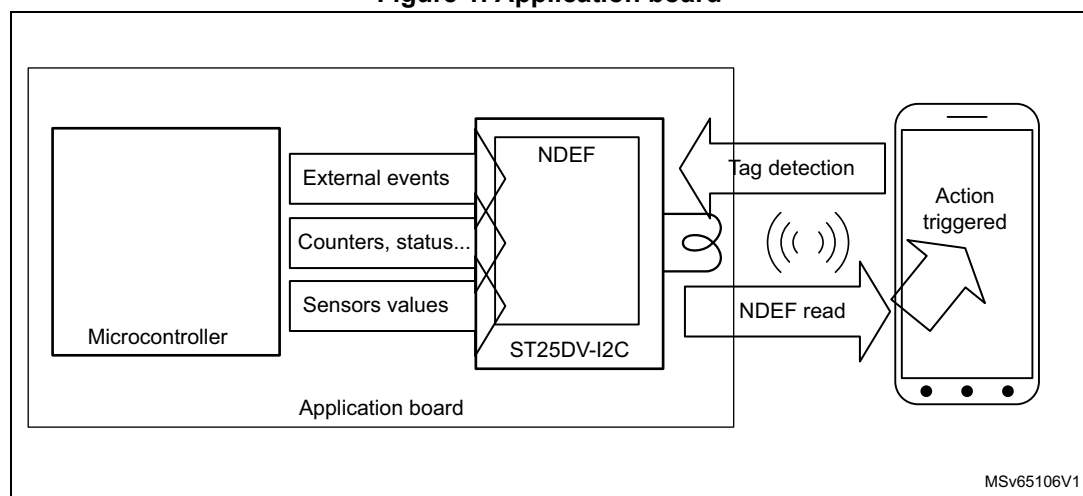 Figure 1. Application board
External events
Counters, status...
Sensors values
Microcontroller
NDEF
ST25DV-I2C
Application board
Tag detection
NDEF read
Action
triggered
MSv65106V1